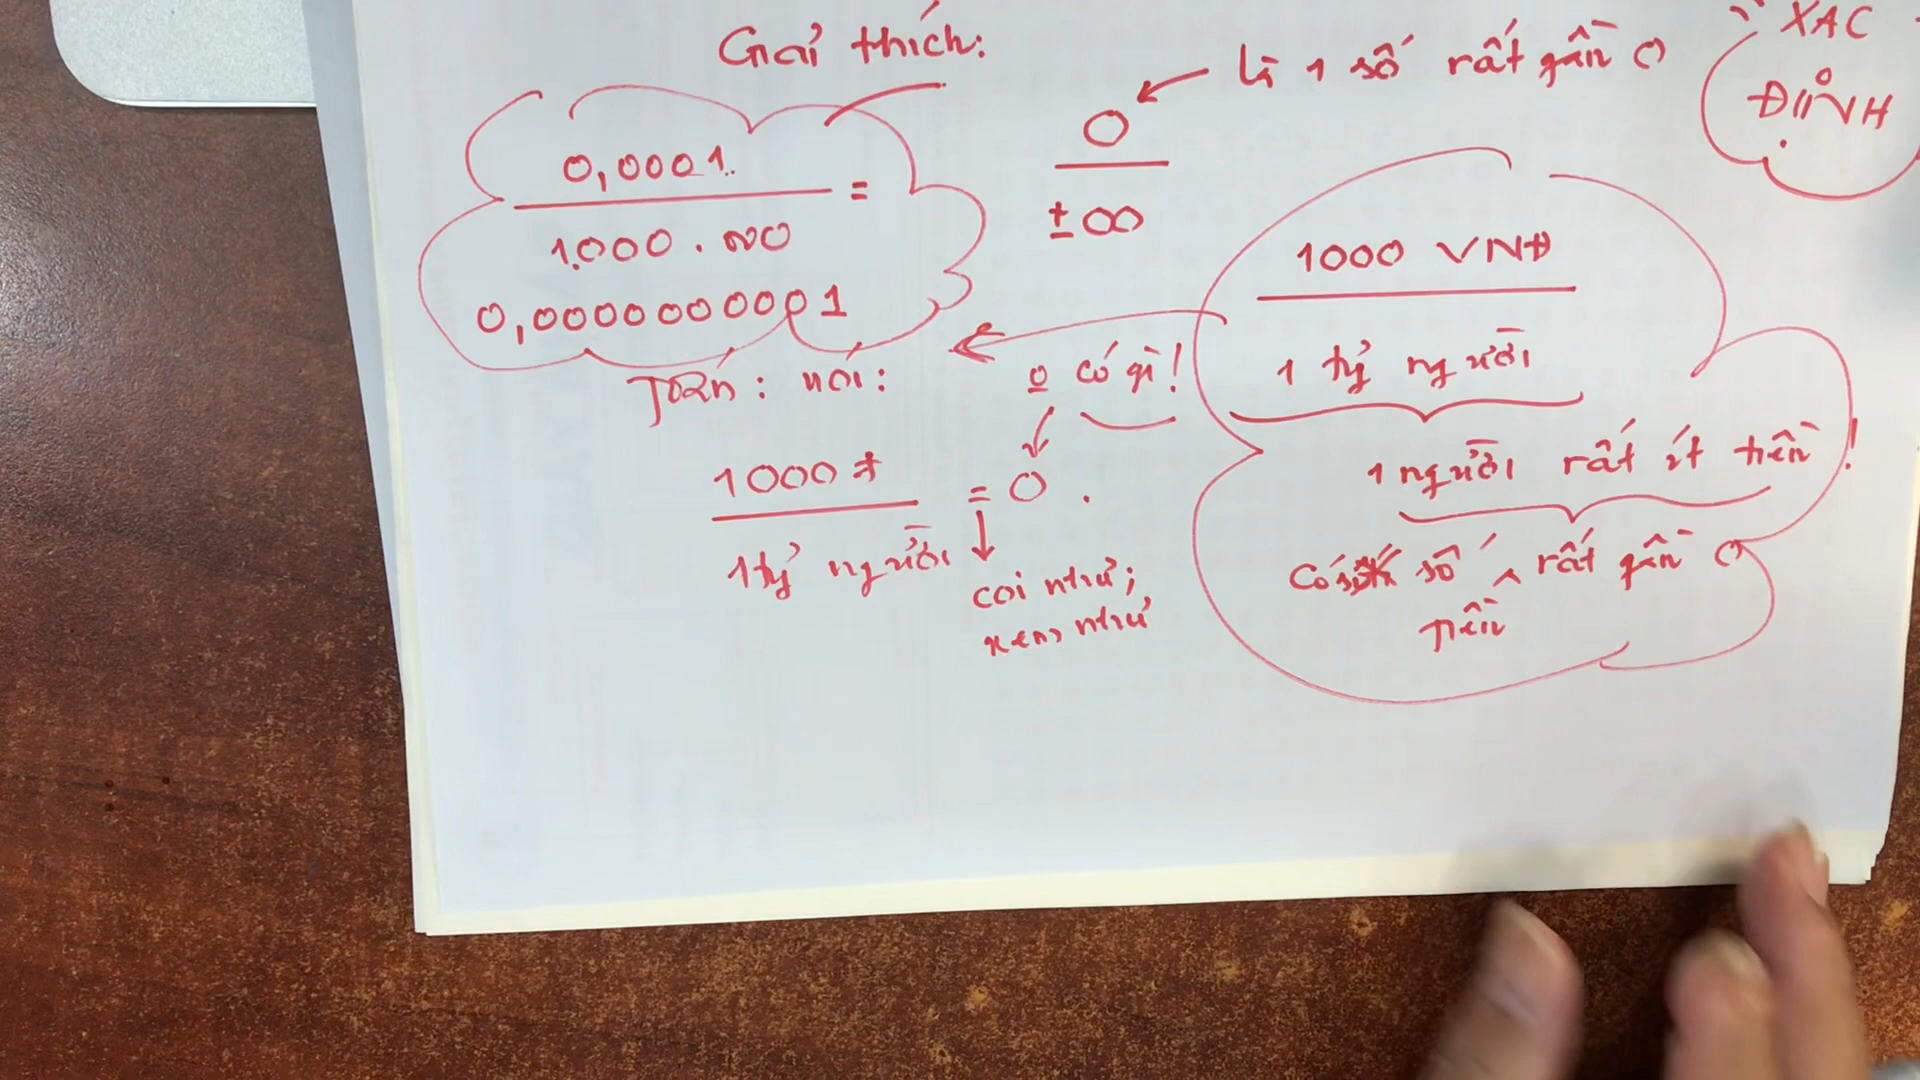 Giải thích:
là 1 số rất gần 0
XÁC
ĐỊNH
0
±∞
0,0001..
1.000.000
=
0,00000000001
1000 VNĐ
1 tỷ người
1 người rất ít tiền!
Có số tiền rất gần 0
Toán: nói:
0 có gì!
1000 đ
1 tỷ người
= 0.
coi như;
xem như